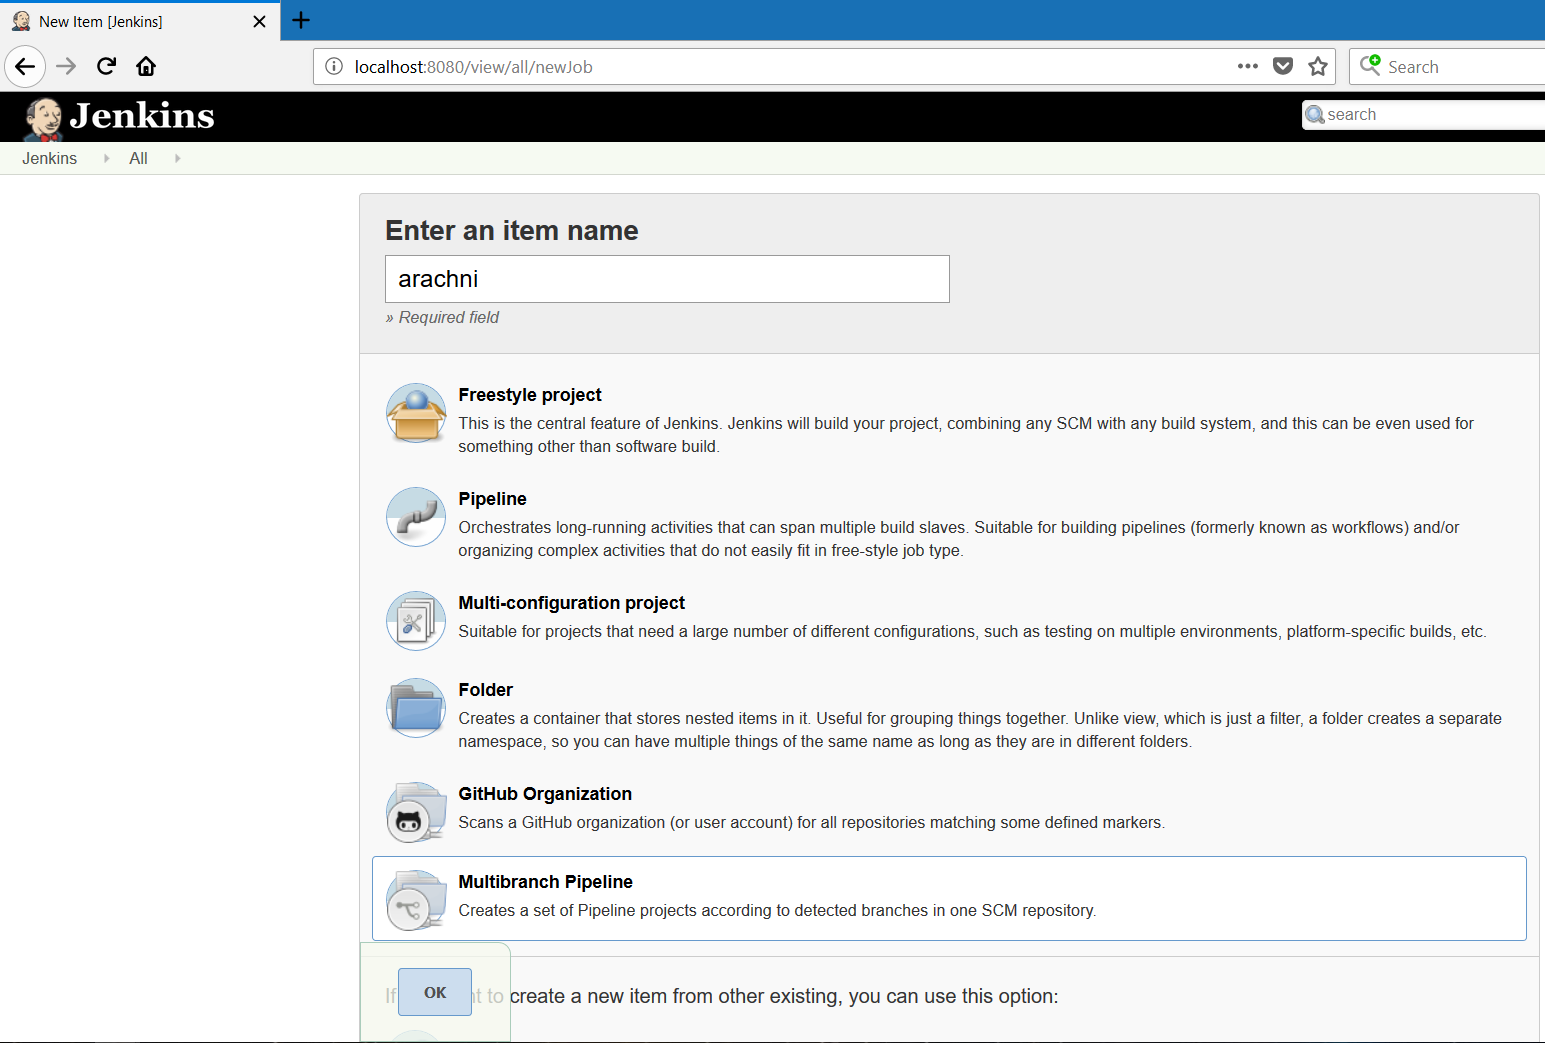 New Item [Jenkins]
localhost:8080/view/all/newJob
Search
Jenkins
search
Jenkins All
Enter an item name
arachni
» Required field
Freestyle project
This is the central feature of Jenkins. Jenkins will build your project, combining any SCM with any build system, and this can be even used for
something other than software build.
Pipeline
Orchestrates long-running activities that can span multiple build slaves. Suitable for building pipelines (formerly known as workflows) and/or
organizing complex activities that do not easily fit in free-style job type.
Multi-configuration project
Suitable for projects that need a large number of different configurations, such as testing on multiple environments, platform-specific builds, etc.
Folder
Creates a container that stores nested items in it. Useful for grouping things together. Unlike view, which is just a filter, a folder creates a separate
namespace, so you can have multiple things of the same name as long as they are in different folders.
GitHub Organization
Scans a GitHub organization (or user account) for all repositories matching some defined markers.
Multibranch Pipeline
Creates a set of Pipeline projects according to detected branches in one SCM repository.
OK
If to create a new item from other existing, you can use this option: